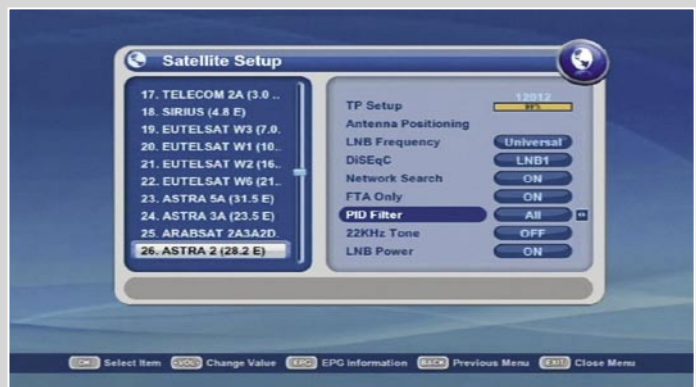 Satellite Setup
17. TELECOM 2A (3.0 ..
18. SIRIUS (4.8 E)
19. EUTELSAT W3 (7.0.
20. EUTELSAT W1 (10..
21. EUTELSAT W2 (16..
22. EUTELSAT W6 (21..
23. ASTRA 5A (31.5 E)
24. ASTRA 3A (23.5 E)
25. ARABSAT 2A3A2D.
26. ASTRA 2 (28.2 E)
TP Setup 12012
Antenna Positioning
LNB Frequency Universal
DiSEqC LNB1
Network Search ON
FTA Only ON
PID Filter All
22KHz Tone OFF
LNB Power ON
OK Select Item VOL Change Value EPG EPG Information BACK Previous Menu EXIT Close Menu